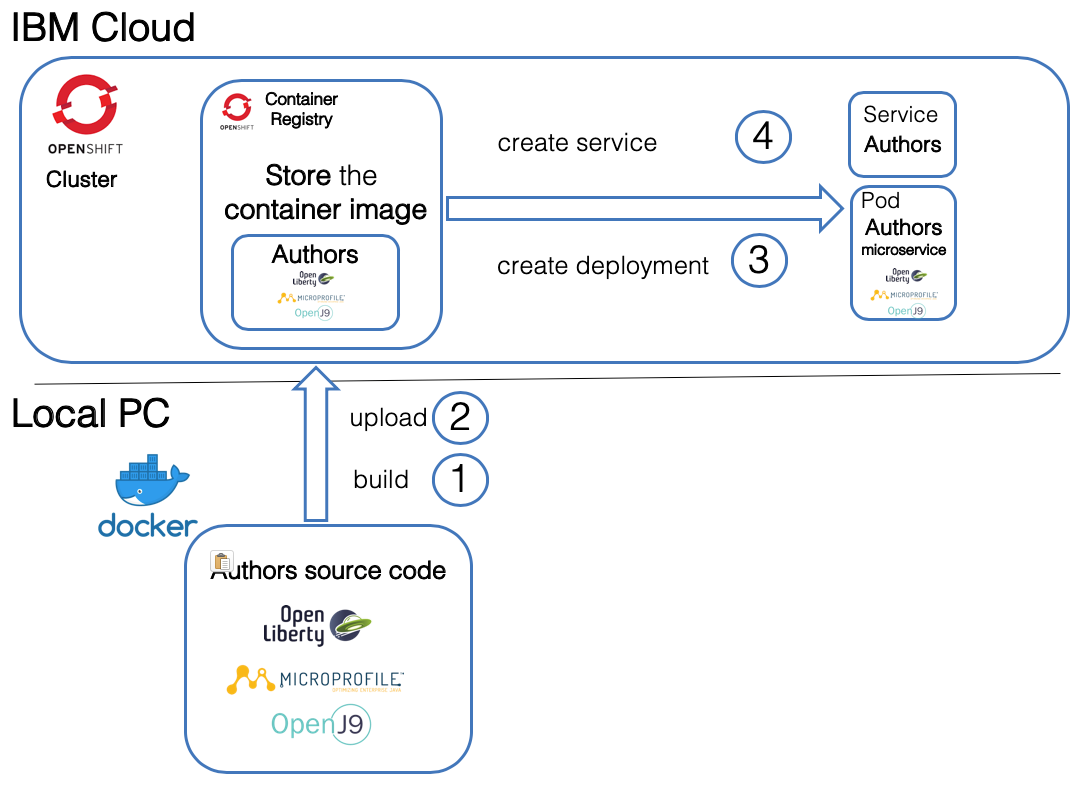 IBM Cloud
OPENSHIFT
Cluster
OPENSHIFT
Container
Registry
Store the
container image
Authors
Open
Liberty
MICROPROFILE
OpenJ9
create service
4
create deployment
3
Service
Authors
Pod
Authors
microservice
Open
Liberty
MICROPROFILE
OpenJ9
Local PC
upload
2
build
1
docker
Authors source code
Open
Liberty
MICROPROFILE™
OPTIMIZING ENTERPRISE JAVA
OpenJ9